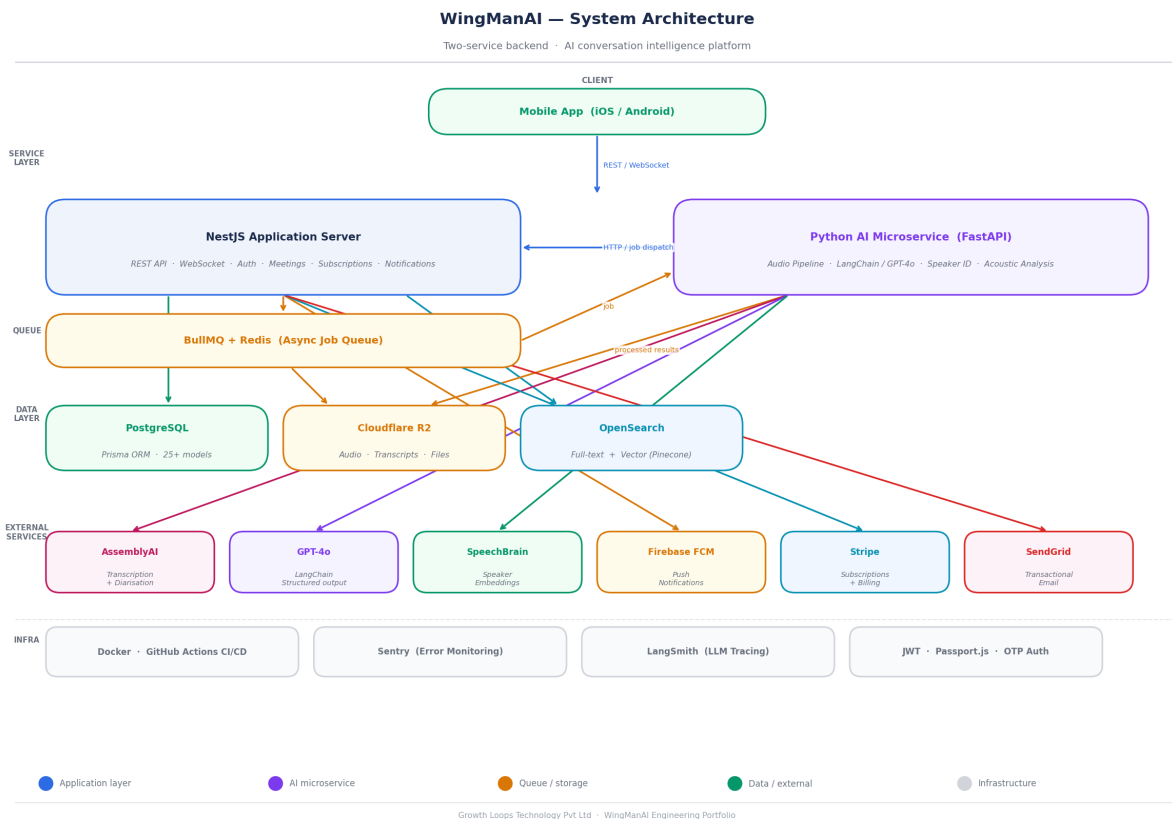 WingManAI — System Architecture
Two-service backend  ·  AI conversation intelligence platform
CLIENT
Mobile App  (iOS / Android)
SERVICE
LAYER
REST / WebSocket
NestJS Application Server
REST API  ·  WebSocket  ·  Auth  ·  Meetings  ·  Subscriptions  ·  Notifications
HTTP / job dispatch
Python AI Microservice  (FastAPI)
Audio Pipeline  ·  LangChain / GPT-4o  ·  Speaker ID  ·  Acoustic Analysis
job
QUEUE
BullMQ + Redis  (Async Job Queue)
processed results
DATA
LAYER
PostgreSQL
Prisma ORM  ·  25+ models
Cloudflare R2
Audio  ·  Transcripts  ·  Files
OpenSearch
Full-text  +  Vector (Pinecone)
EXTERNAL
SERVICES
AssemblyAI
Transcription
+ Diarisation
GPT-4o
LangChain
Structured output
SpeechBrain
Speaker
Embeddings
Firebase FCM
Push
Notifications
Stripe
Subscriptions
+ Billing
SendGrid
Transactional
Email
INFRA
Docker  ·  GitHub Actions CI/CD
Sentry  (Error Monitoring)
LangSmith  (LLM Tracing)
JWT  ·  Passport.js  ·  OTP Auth
Application layer
AI microservice
Queue / storage
Data / external
Infrastructure
Growth Loops Technology Pvt Ltd  ·  WingManAI Engineering Portfolio